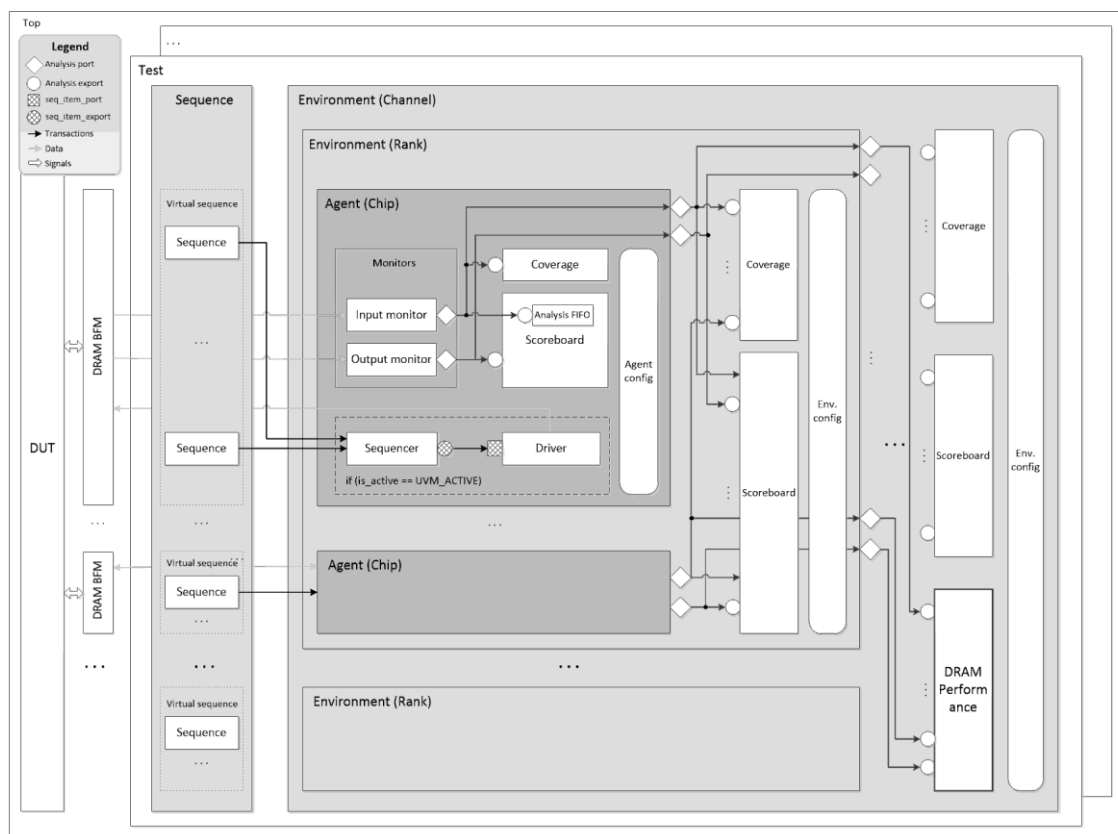 Top
Legend
Analysis port
Analysis export
seq_item_port
seq_item_export
Transactions
Data
Signals
...
Test
Sequence
Environment (Channel)
Environment (Rank)
Virtual sequence
Sequence
...
Sequence
...
Agent (Chip)
Monitors
Input monitor
Output monitor
Coverage
Analysis FIFO
Scoreboard
Agent
config
Sequencer
Driver
if (is_active == UVM_ACTIVE)
...
Agent (Chip)
Coverage
Scoreboard
Env.
config
...
Coverage
Scoreboard
Env.
config
DRAM
Perform
ance
DUT
DRAM BFM
...
DRAM BFM
...
Virtual sequence
...
Sequence
...
...
Virtual sequence
Sequence
...
...
Environment (Rank)